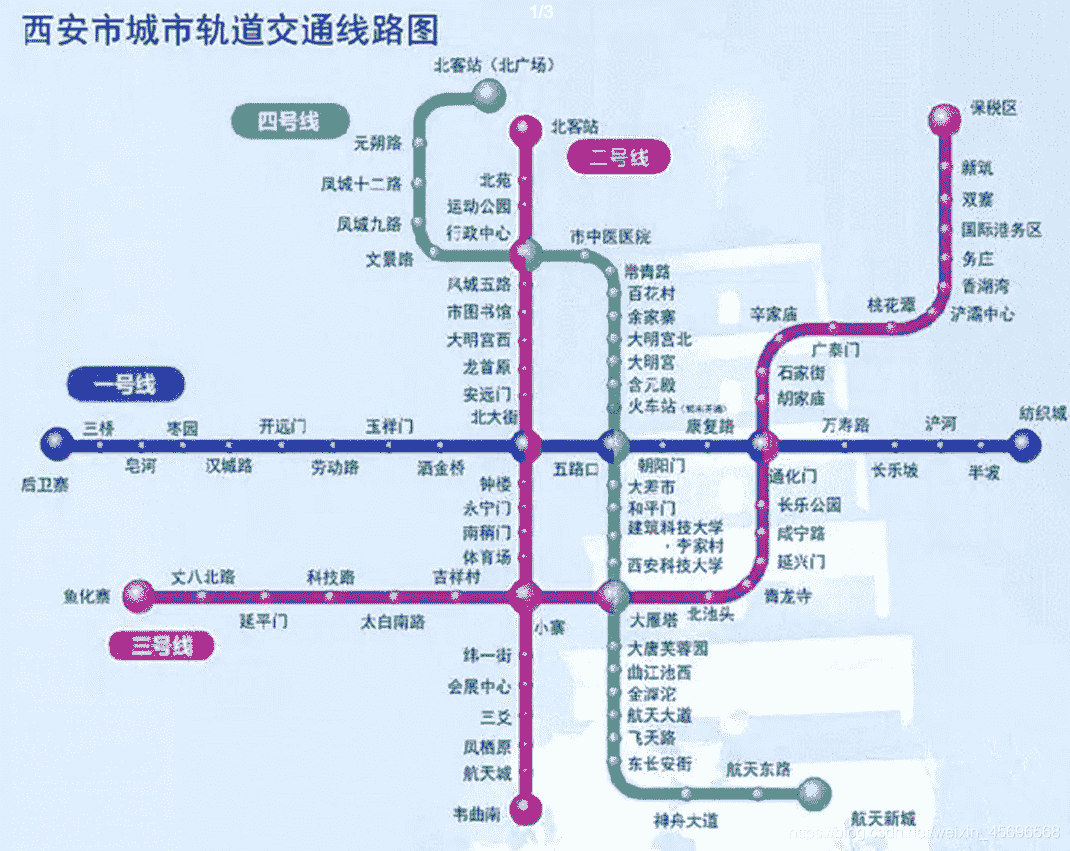 1/3
西安市城市轨道交通线路图
北客站（北广场）
四号线
北客站
二号线
保税区
元朔路
凤城十二路
凤城九路
文景路
北苑
运动公园
行政中心
市中医医院
新筑
双寨
国际港务区
务庄
香湖湾
浐灞中心
桃花潭
广泰门
辛家庙
石家街
胡家庙
常青路
百花村
余家寨
大明宫北
大明宫
含元殿
火车站
凤城五路
市图书馆
大明宫西
龙首原
安远门
北大街
一号线
后卫寨
三桥
皂河
枣园
汉城路
开远门
劳动路
玉祥门
洒金桥
五路口
朝阳门
康复路
通化门
万寿路
长乐坡
浐河
半坡
纺织城
钟楼
永宁门
南稍门
体育场
大差市
和平门
建筑科技大学
·李家村
西安科技大学
长乐公园
咸宁路
延兴门
青龙寺
北池头
大雁塔
小寨
鱼化寨
丈八北路
延平门
科技路
太白南路
吉祥村
三号线
纬一街
会展中心
三爻
凤栖原
航天城
韦曲南
大唐芙蓉园
曲江池西
金滹沱
航天大道
飞天路
东长安街
神舟大道
航天东路
航天新城
https://blog.csdn.net/weixin_45696568